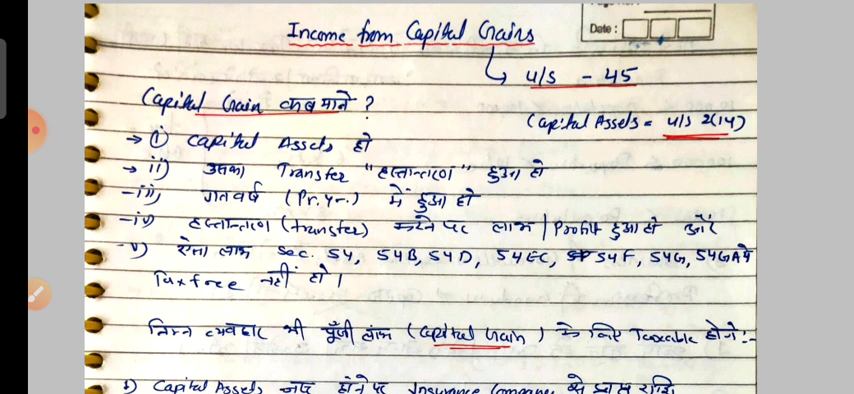 Income from Capital Gains
Date :
u/s - 45
Capital Gain कब माने ?
(Capital Assets = u/s 2(14)
→ i) Capital Assets हो
→ ii) उसका Transfer "हस्तान्तरण" हुआ हो
- iii) गतवर्ष (Pr. yr.) में हुआ हो
- iv) हस्तान्तरण (transfer) करने पर लाभ / Profit हुआ हो और
- v) ऐसा लाभ Sec. 54, 54B, 54D, 54EC, 54F, 54G, 54GA में
Taxfree नहीं हो।
निम्न व्यवहार भी पूँजी लाभ (Capital Gain) के लिए Taxable होंगे :-
1) Capital Assets नष्ट होने पर Insurance Company से प्राप्त राशि